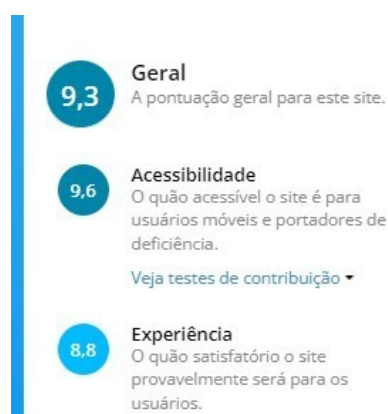 9,3
Geral
A pontuação geral para este site.
9,6
Acessibilidade
O quão acessível o site é para
usuários móveis e portadores de
deficiência.
Veja testes de contribuição
8,8
Experiência
O quão satisfatório o site
provavelmente será para os
usuários.